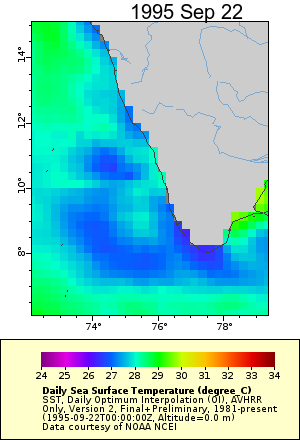 1995 Sep 22
14°
12°
10°
8°
74° 76° 78°
24 25 26 27 28 29 30 31 32 33 34
Daily Sea Surface Temperature (degree_C)
SST, Daily Optimum Interpolation (OI), AVHRR
Only, Version 2, Final+Preliminary, 1981-present
(1995-09-22T00:00:00Z, Altitude=0.0 m)
Data courtesy of NOAA NCEI